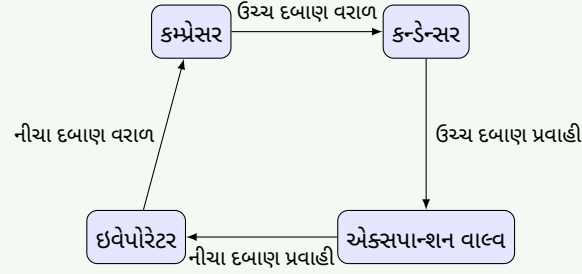 ઉચ્ચ દબાણ વરાળ
કમ્પ્રેસર
કન્ડેન્સર
નીચા દબાણ વરાળ
ઉચ્ચ દબાણ પ્રવાહી
ઇવેપોરેટર
એક્સપાન્શન વાલ્વ
નીચા દબાણ પ્રવાહી